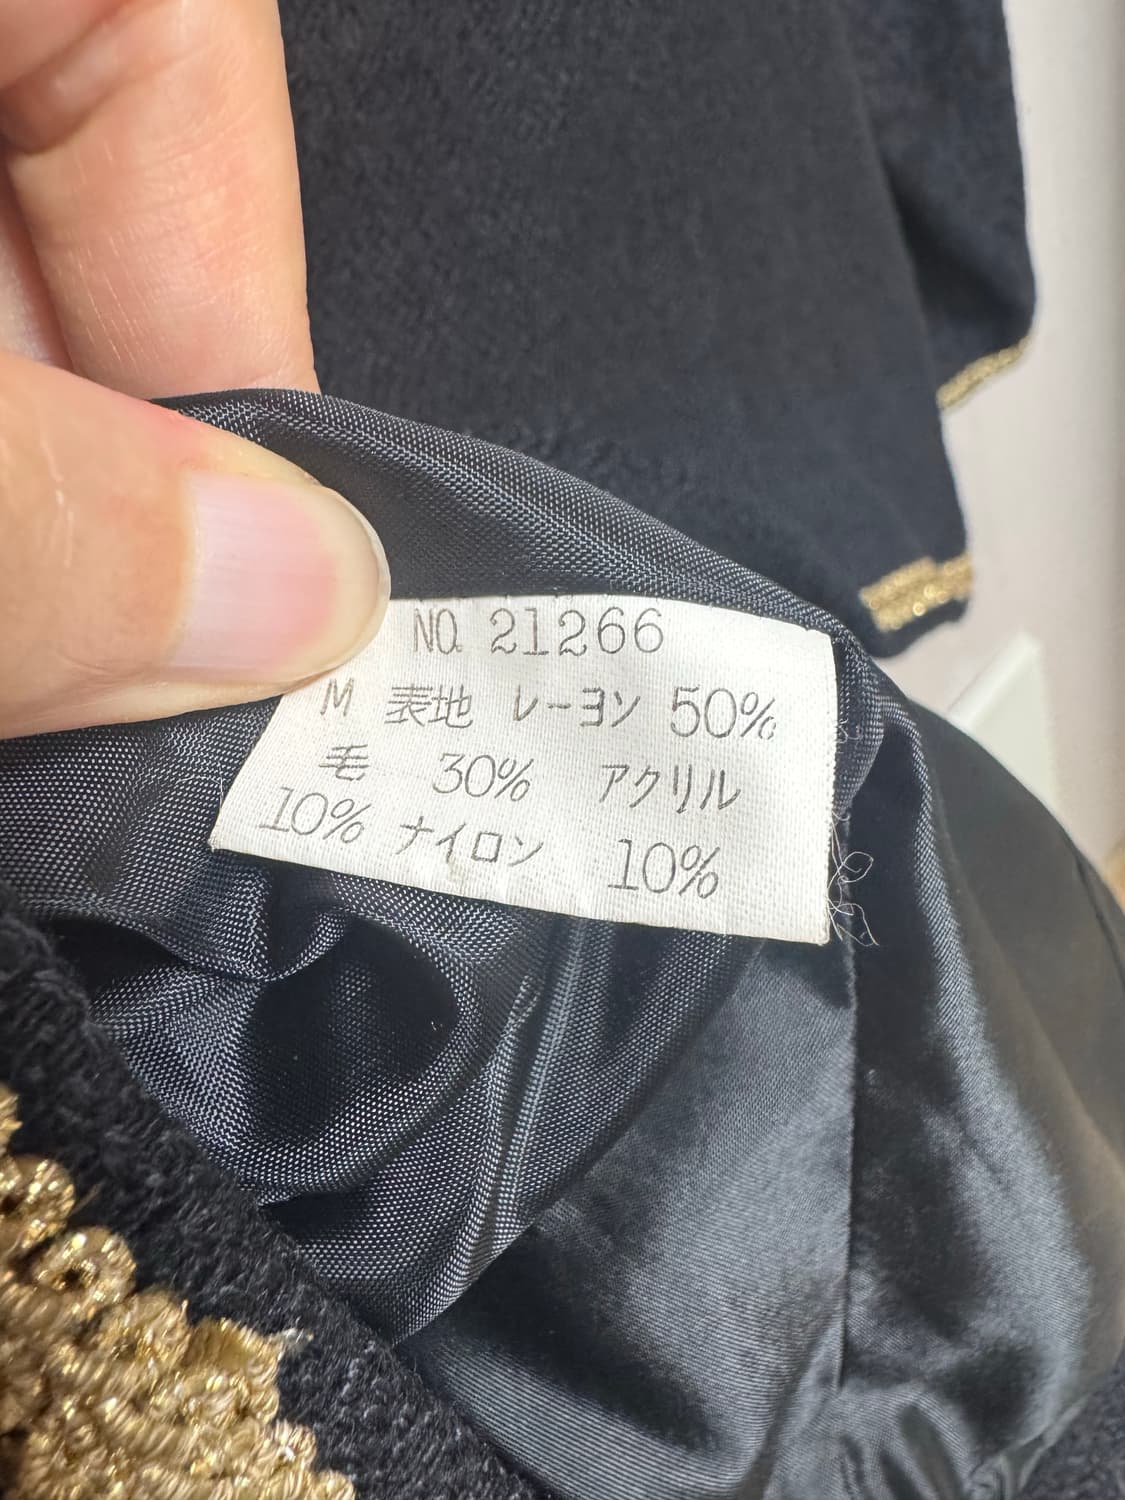 NO. 21266
M 表地 レーヨン 50%
毛 30% アクリル
10% ナイロン 10%